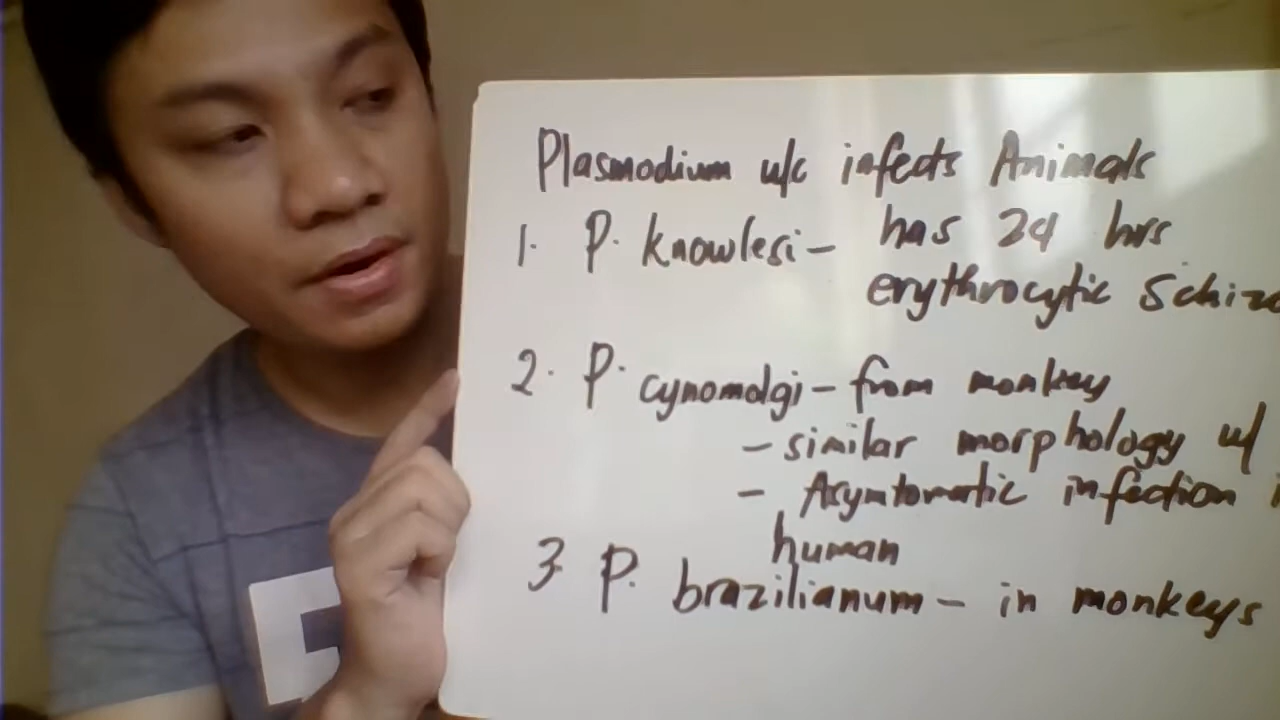 Plasmodium w/c infects Animals
1. P. knowlesi - has 24 hrs
erythrocytic
2. P. cynomolgi - from monkey
- similar morphology w/
- Asymtomatic infection
human
3. P. brazilianum - in monkeys